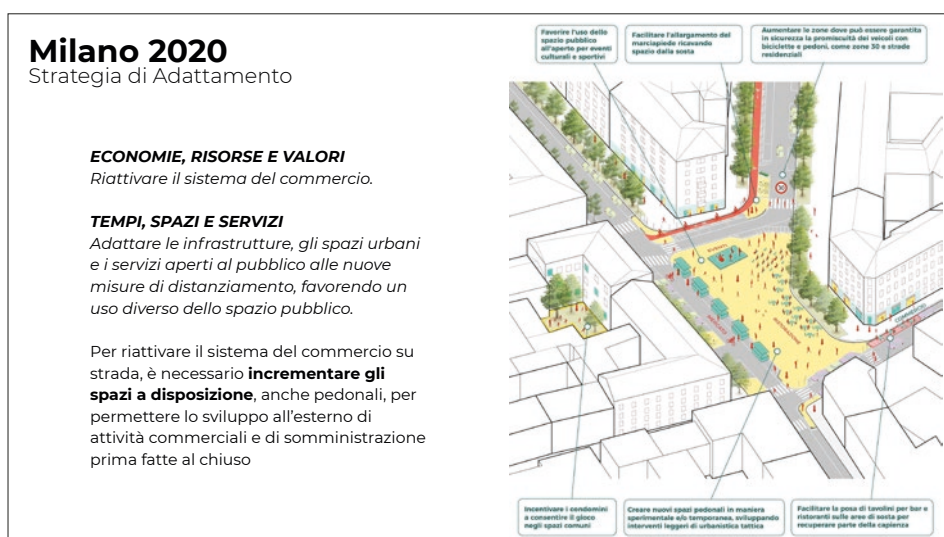 Milano 2020
Strategia di Adattamento
ECONOMIE, RISORSE E VALORI
Riattivare il sistema del commercio.
TEMPI, SPAZI E SERVIZI
Adattare le infrastrutture, gli spazi urbani
e i servizi aperti al pubblico alle nuove
misure di distanziamento, favorendo un
uso diverso dello spazio pubblico.
Per riattivare il sistema del commercio su
strada, è necessario incrementare gli
spazi a disposizione, anche pedonali, per
permettere lo sviluppo all'esterno di
attività commerciali e di somministrazione
prima fatte al chiuso
Favorire l'uso dello
spazio pubblico
all'aperto per eventi
culturali e sportivi
Facilitare l'allargamento del
marciapiede ricavando
spazio dalla sosta
Aumentare le zone dove può essere garantita
in sicurezza la promiscuità dei veicoli con
biciclette e pedoni, come zone 30 e strade
residenziali
30
MERCATO
COMMERCIO
Incentivare i condomini
a consentire il gioco
negli spazi comuni
Creare nuovi spazi pedonali in maniera
sperimentale e/o temporanea, sviluppando
interventi leggeri di urbanistica tattica
Facilitare la posa di tavolini per bar e
ristoranti sulle aree di sosta per
recuperare parte della capienza